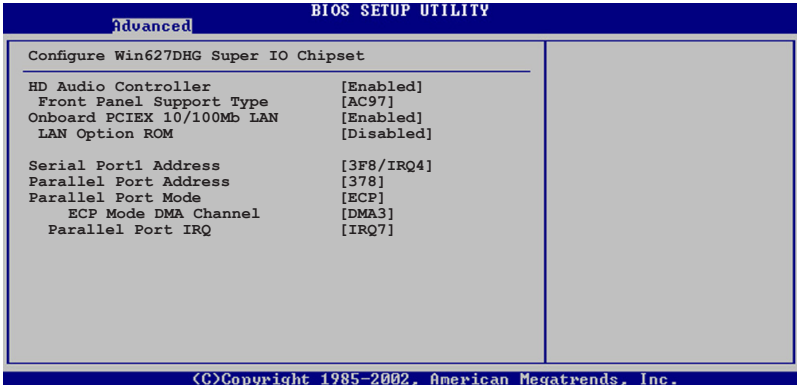 BIOS SETUP UTILITY
Advanced
Configure Win627DHG Super IO Chipset
HD Audio Controller [Enabled]
Front Panel Support Type [AC97]
Onboard PCIEX 10/100Mb LAN [Enabled]
LAN Option ROM [Disabled]
Serial Port1 Address [3F8/IRQ4]
Parallel Port Address [378]
Parallel Port Mode [ECP]
ECP Mode DMA Channel [DMA3]
Parallel Port IRQ [IRQ7]
(C)Copyright 1985-2002, American Megatrends, Inc.